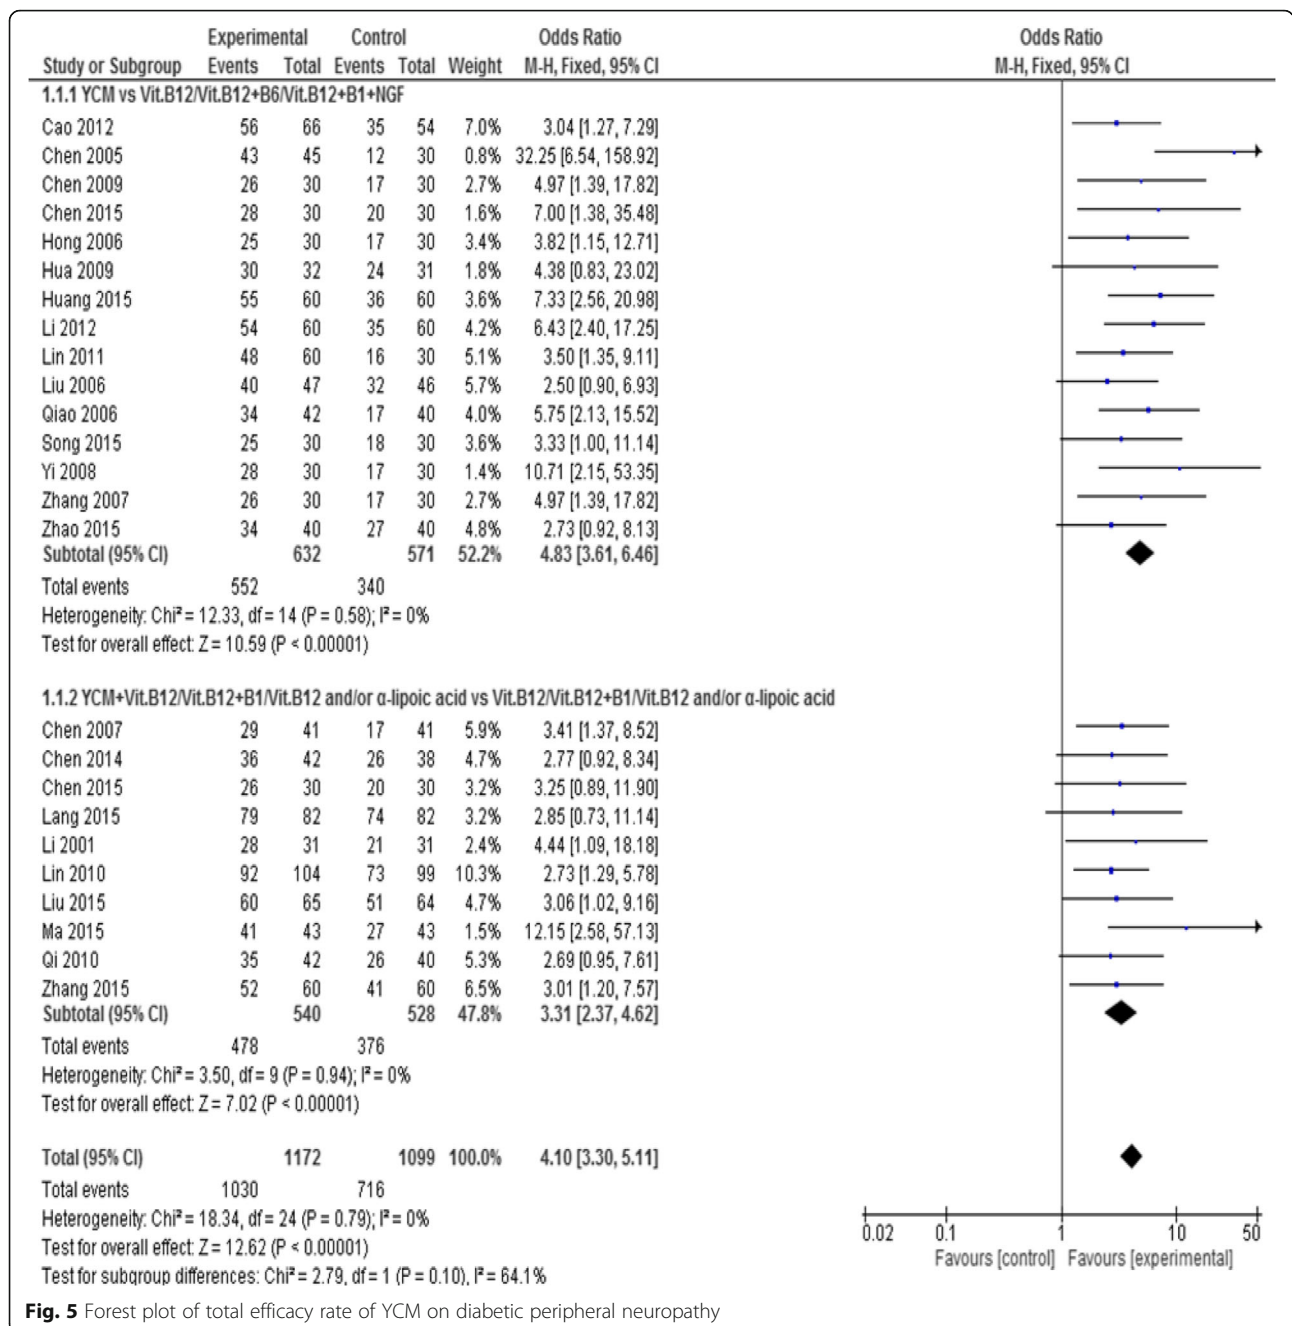 Experimental Control Odds Ratio Odds Ratio
Study or Subgroup Events Total Events Total Weight M-H, Fixed, 95% CI M-H, Fixed, 95% CI
1.1.1 YCM vs Vit.B12/Vit.B12+B6/Vit.B12+B1+NGF
Cao 2012 56 66 35 54 7.0% 3.04 [1.27, 7.29]
Chen 2005 43 45 12 30 0.8% 32.25 [6.54, 158.92]
Chen 2009 26 30 17 30 2.7% 4.97 [1.39, 17.82]
Chen 2015 28 30 20 30 1.6% 7.00 [1.38, 35.48]
Hong 2006 25 30 17 30 3.4% 3.82 [1.15, 12.71]
Hua 2009 30 32 24 31 1.8% 4.38 [0.83, 23.02]
Huang 2015 55 60 36 60 3.6% 7.33 [2.56, 20.98]
Li 2012 54 60 35 60 4.2% 6.43 [2.40, 17.25]
Lin 2011 48 60 16 30 5.1% 3.50 [1.35, 9.11]
Liu 2006 40 47 32 46 5.7% 2.50 [0.90, 6.93]
Qiao 2006 34 42 17 40 4.0% 5.75 [2.13, 15.52]
Song 2015 25 30 18 30 3.6% 3.33 [1.00, 11.14]
Yi 2008 28 30 17 30 1.4% 10.71 [2.15, 53.35]
Zhang 2007 26 30 17 30 2.7% 4.97 [1.39, 17.82]
Zhao 2015 34 40 27 40 4.8% 2.73 [0.92, 8.13]
Subtotal (95% CI) 632 571 52.2% 4.83 [3.61, 6.46]
Total events 552 340
Heterogeneity: Chi² = 12.33, df = 14 (P = 0.58); I² = 0%
Test for overall effect: Z = 10.59 (P < 0.00001)
1.1.2 YCM+Vit.B12/Vit.B12+B1/Vit.B12 and/or α-lipoic acid vs Vit.B12/Vit.B12+B1/Vit.B12 and/or α-lipoic acid
Chen 2007 29 41 17 41 5.9% 3.41 [1.37, 8.52]
Chen 2014 36 42 26 38 4.7% 2.77 [0.92, 8.34]
Chen 2015 26 30 20 30 3.2% 3.25 [0.89, 11.90]
Lang 2015 79 82 74 82 3.2% 2.85 [0.73, 11.14]
Li 2001 28 31 21 31 2.4% 4.44 [1.09, 18.18]
Lin 2010 92 104 73 99 10.3% 2.73 [1.29, 5.78]
Liu 2015 60 65 51 64 4.7% 3.06 [1.02, 9.16]
Ma 2015 41 43 27 43 1.5% 12.15 [2.58, 57.13]
Qi 2010 35 42 26 40 5.3% 2.69 [0.95, 7.61]
Zhang 2015 52 60 41 60 6.5% 3.01 [1.20, 7.57]
Subtotal (95% CI) 540 528 47.8% 3.31 [2.37, 4.62]
Total events 478 376
Heterogeneity: Chi² = 3.50, df = 9 (P = 0.94); I² = 0%
Test for overall effect: Z = 7.02 (P < 0.00001)
Total (95% CI) 1172 1099 100.0% 4.10 [3.30, 5.11]
Total events 1030 716
Heterogeneity: Chi² = 18.34, df = 24 (P = 0.79); I² = 0%
Test for overall effect: Z = 12.62 (P < 0.00001)
Test for subgroup differences: Chi² = 2.79, df = 1 (P = 0.10), I² = 64.1%
0.02 0.1 1 10 50
Favours [control] Favours [experimental]
Fig. 5 Forest plot of total efficacy rate of YCM on diabetic peripheral neuropathy